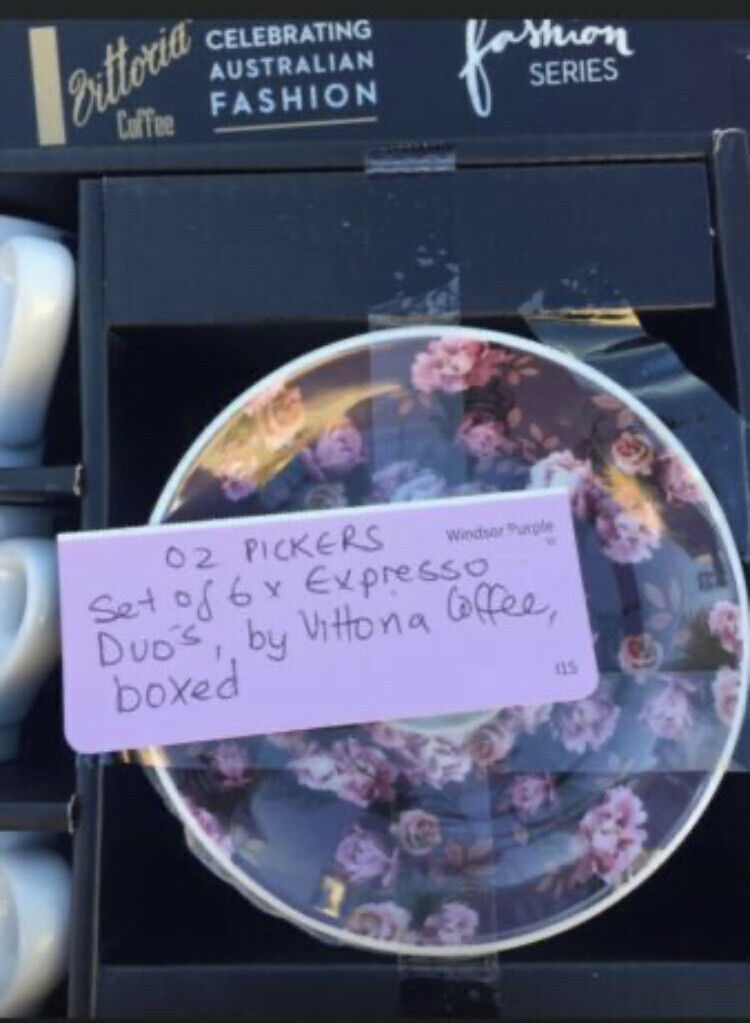 Vittoria
Coffee
CELEBRATING
AUSTRALIAN
FASHION
fashion
SERIES
OZ PICKERS
Windsor Purple
Set of 6 x Expresso
Duo's, by Vittoria Coffee,
boxed
115